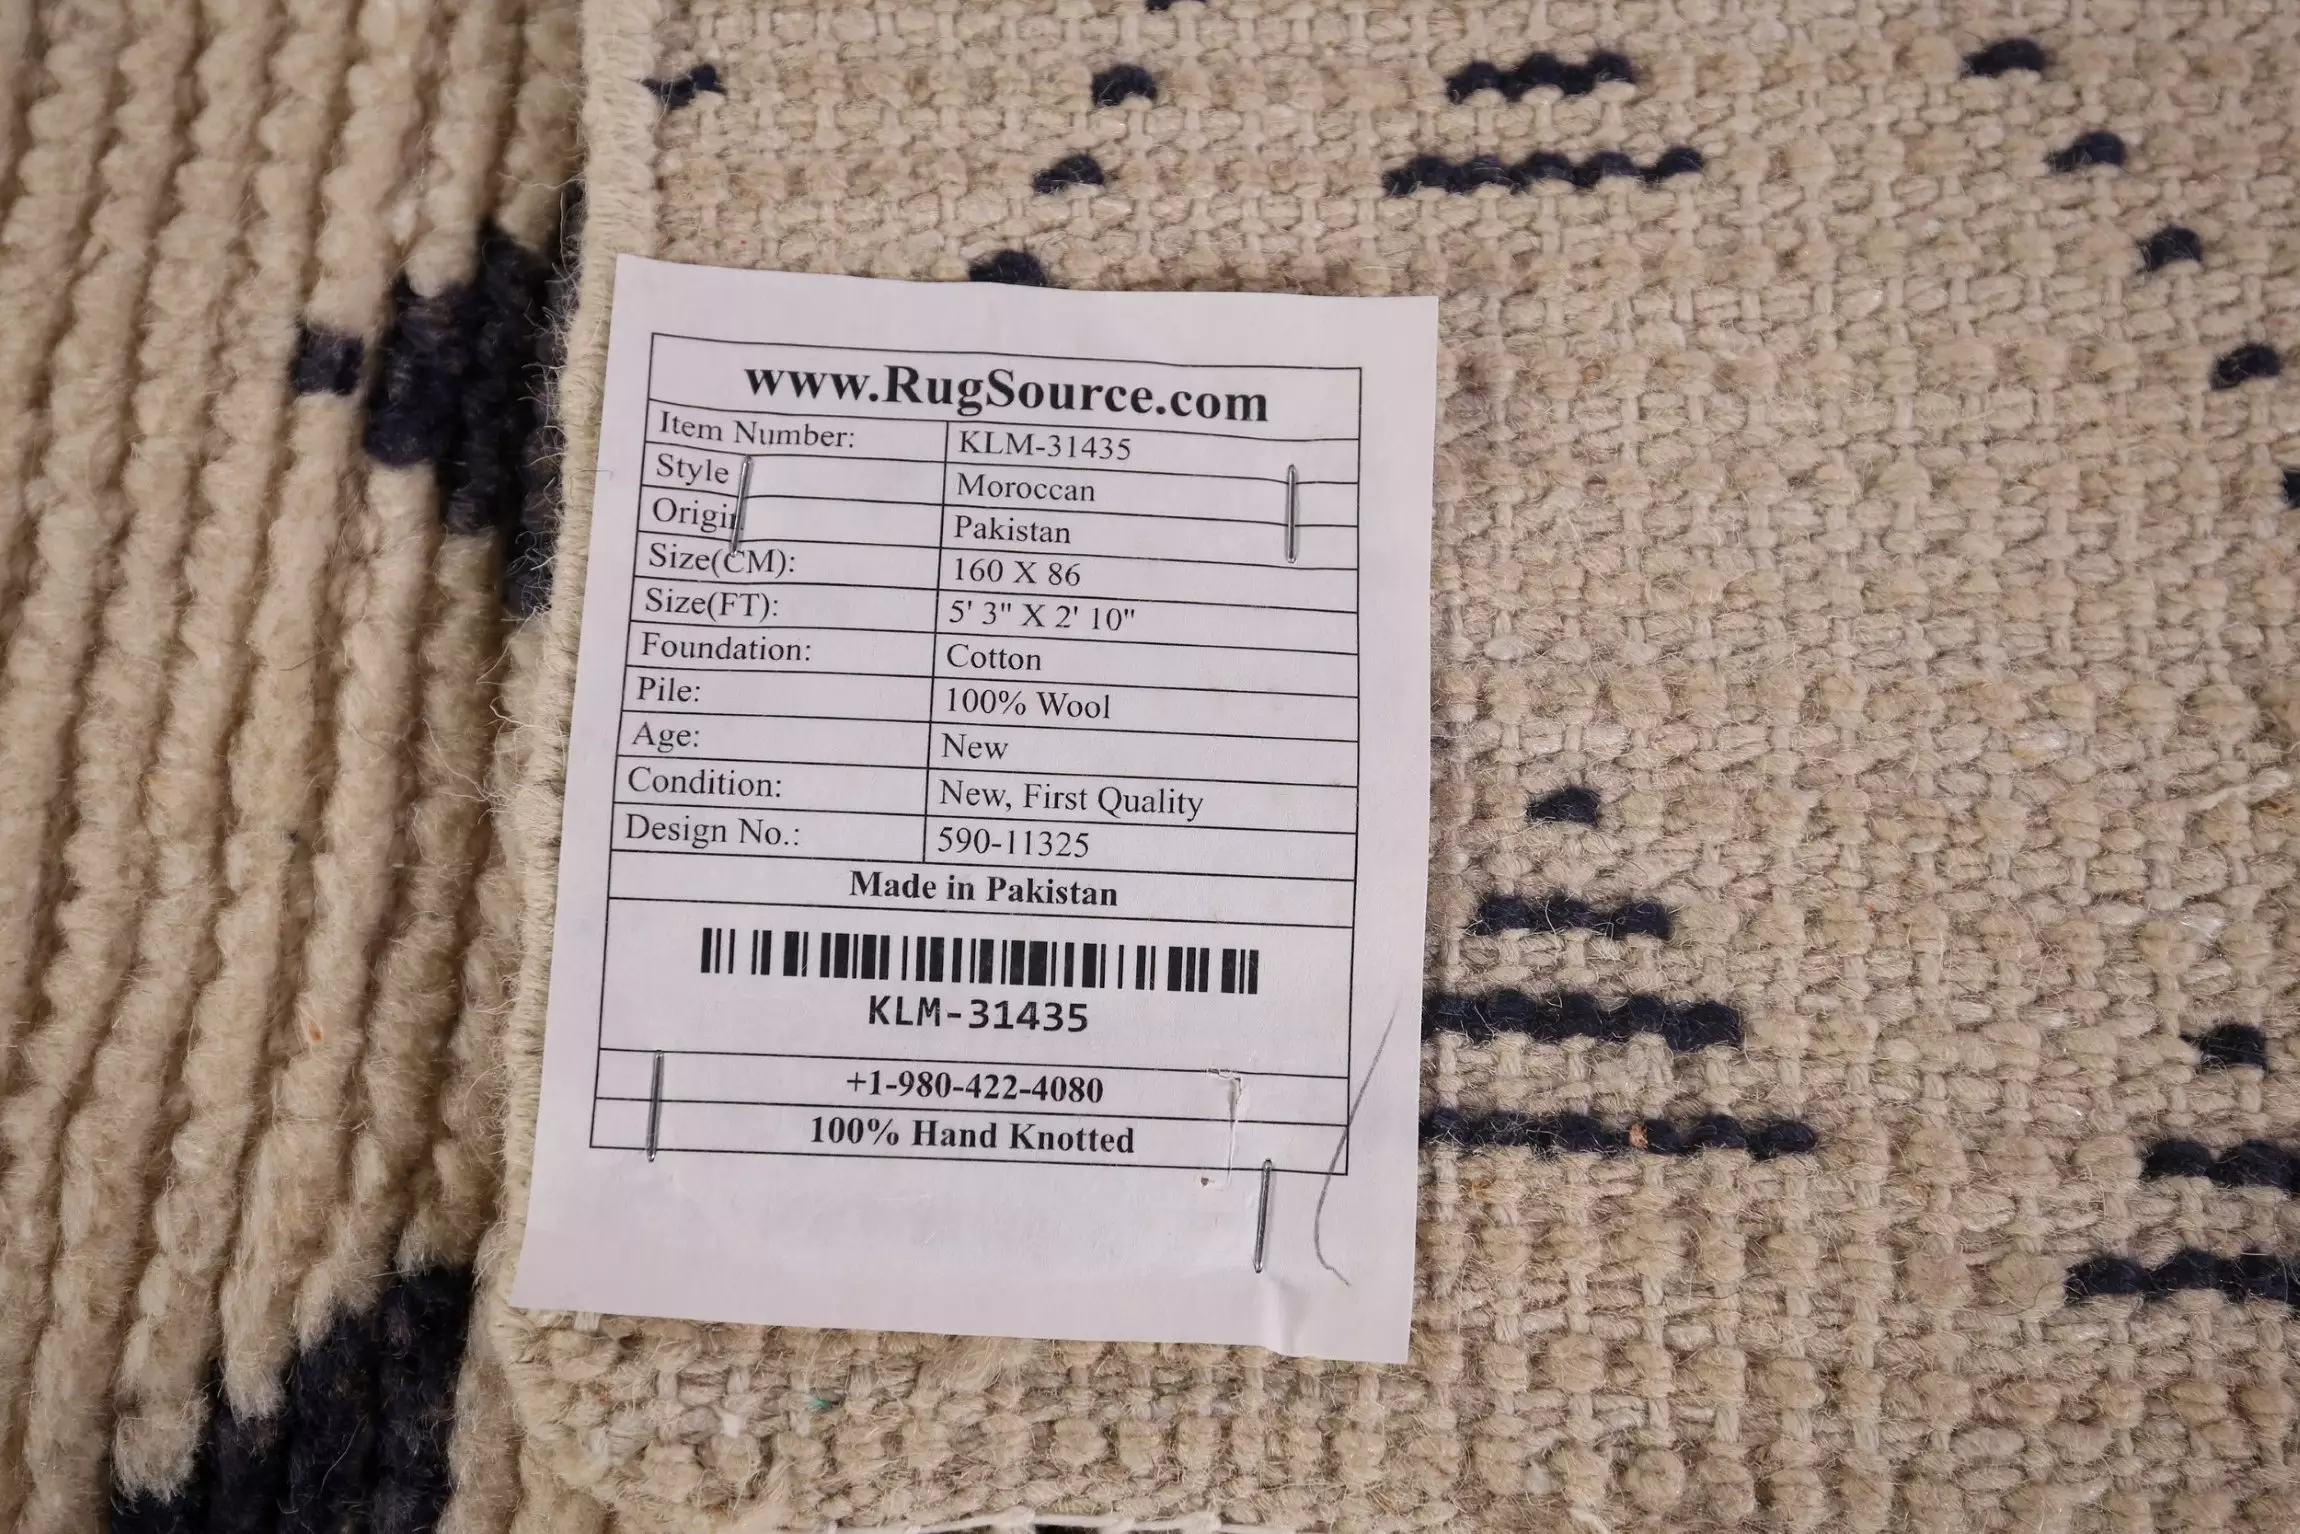 www.RugSource.com
Item Number: KLM-31435
Style Moroccan
Origin Pakistan
Size(CM): 160 X 86
Size(FT): 5' 3" X 2' 10"
Foundation: Cotton
Pile: 100% Wool
Age: New
Condition: New, First Quality
Design No.: 590-11325
Made in Pakistan
KLM-31435
+1-980-422-4080
100% Hand Knotted